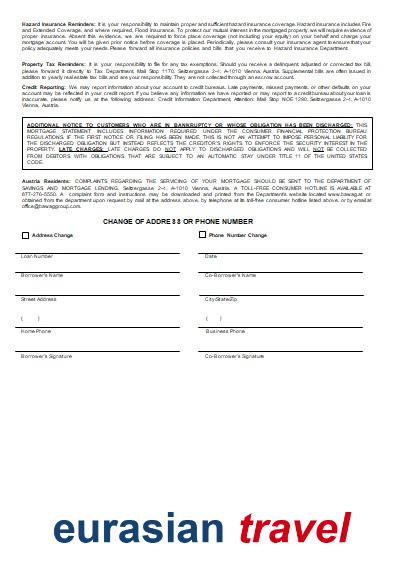 Hazard Insurance Reminders: It is your responsibility to maintain proper and sufficient hazard insurance coverage. Hazard insurance includes Fire
and Extended Coverage, and where required, Flood Insurance. To protect our mutual interest in the mortgaged property, we will require evidence of
proper insurance. Absent this evidence, we are required to force place coverage (not including your equity) on your behalf and charge your
mortgage account. You will be given prior notice before coverage is placed. Periodically, please consult your insurance agent to ensure that your
policy adequately meets your needs. Please forward all insurance policies and bills that we may have you to Hazard Insurance Department.
Property Tax Reminders: It is your responsibility to file for any tax exemptions. Should you receive a delinquent adjusted or corrected tax bill,
please forward it directly to Tax Department, Mail Stop 1170, Seitzergasse 2-4, A-1010 Vienna, Austria Supplemental bills are often issued in
addition to yearly real estate tax bills. They are not collected through an escrow account.
Credit Reporting: We may report information about your account to credit bureaus. Late payments, missed payments, or other defaults on your
account may be reflected in your credit report. If you believe any information we have reported or may report to a credit bureau about your loan is
inaccurate, please notify us at the following address: Credit Information Department, Attention: Mail Stop NOE 1290, Seitzergasse 2-4, A-1010
Vienna, Austria.
ADDITIONAL NOTICE TO CUSTOMERS WHO ARE IN BANKRUPTCY OR WHOSE OBLIGATION HAS BEEN DISCHARGED: THIS
MORTGAGE STATEMENT INCLUDES INFORMATION REQUIRED UNDER THE CONSUMER FINANCIAL PROTECTION BUREAU
REGULATIONS. IF YOUR NOTICE OR FILING HAS BEEN MADE, THIS IS NOT AN ATTEMPT TO IMPOSE PERSONAL LIABILITY FOR
THE DISCHARGED OBLIGATION BUT INSTEAD REFLECTS THE CREDITOR'S RIGHTS TO ENFORCE THE SECURITY INTEREST IN THE
PROPERTY. LATE CHARGES: LATE CHARGES DO NOT APPLY TO DISCHARGED OBLIGATION AND WILL NOT BE COLLECTED
FROM DEBTORS WITH OBLIGATIONS THAT ARE SUBJECT TO AN AUTOMATIC STAY UNDER TITLE 11 OF THE UNITED STATES
CODE.
Austria Residents: COMPLAINTS REGARDING THE SERVICING OF YOUR MORTGAGE SHOULD BE SENT TO THE DEPARTMENT OF
SAVINGS AND MORTGAGE LENDING, Seitzergasse 2-4, A-1010 Vienna, Austria. A TOLL-FREE CONSUMER HOTLINE IS AVAILABLE AT
877-276-5550. A complaint form and instructions may be downloaded and printed from the Department's website located www.bawag.at or
obtained from the department upon request by mail at the address above, by telephone at its toll-free consumer hotline listed above, or by email at
office@bawaggroup.com.
CHANGE OF ADDRESS OR PHONE NUMBER
Address Change Phone Number Change
Loan Number Date
Borrower's Name Co-Borrower's Name
Street Address City/State/Zip
( ) ( )
Home Phone Business Phone
Borrower's Signature Co-Borrower's Signature
eurasian travel